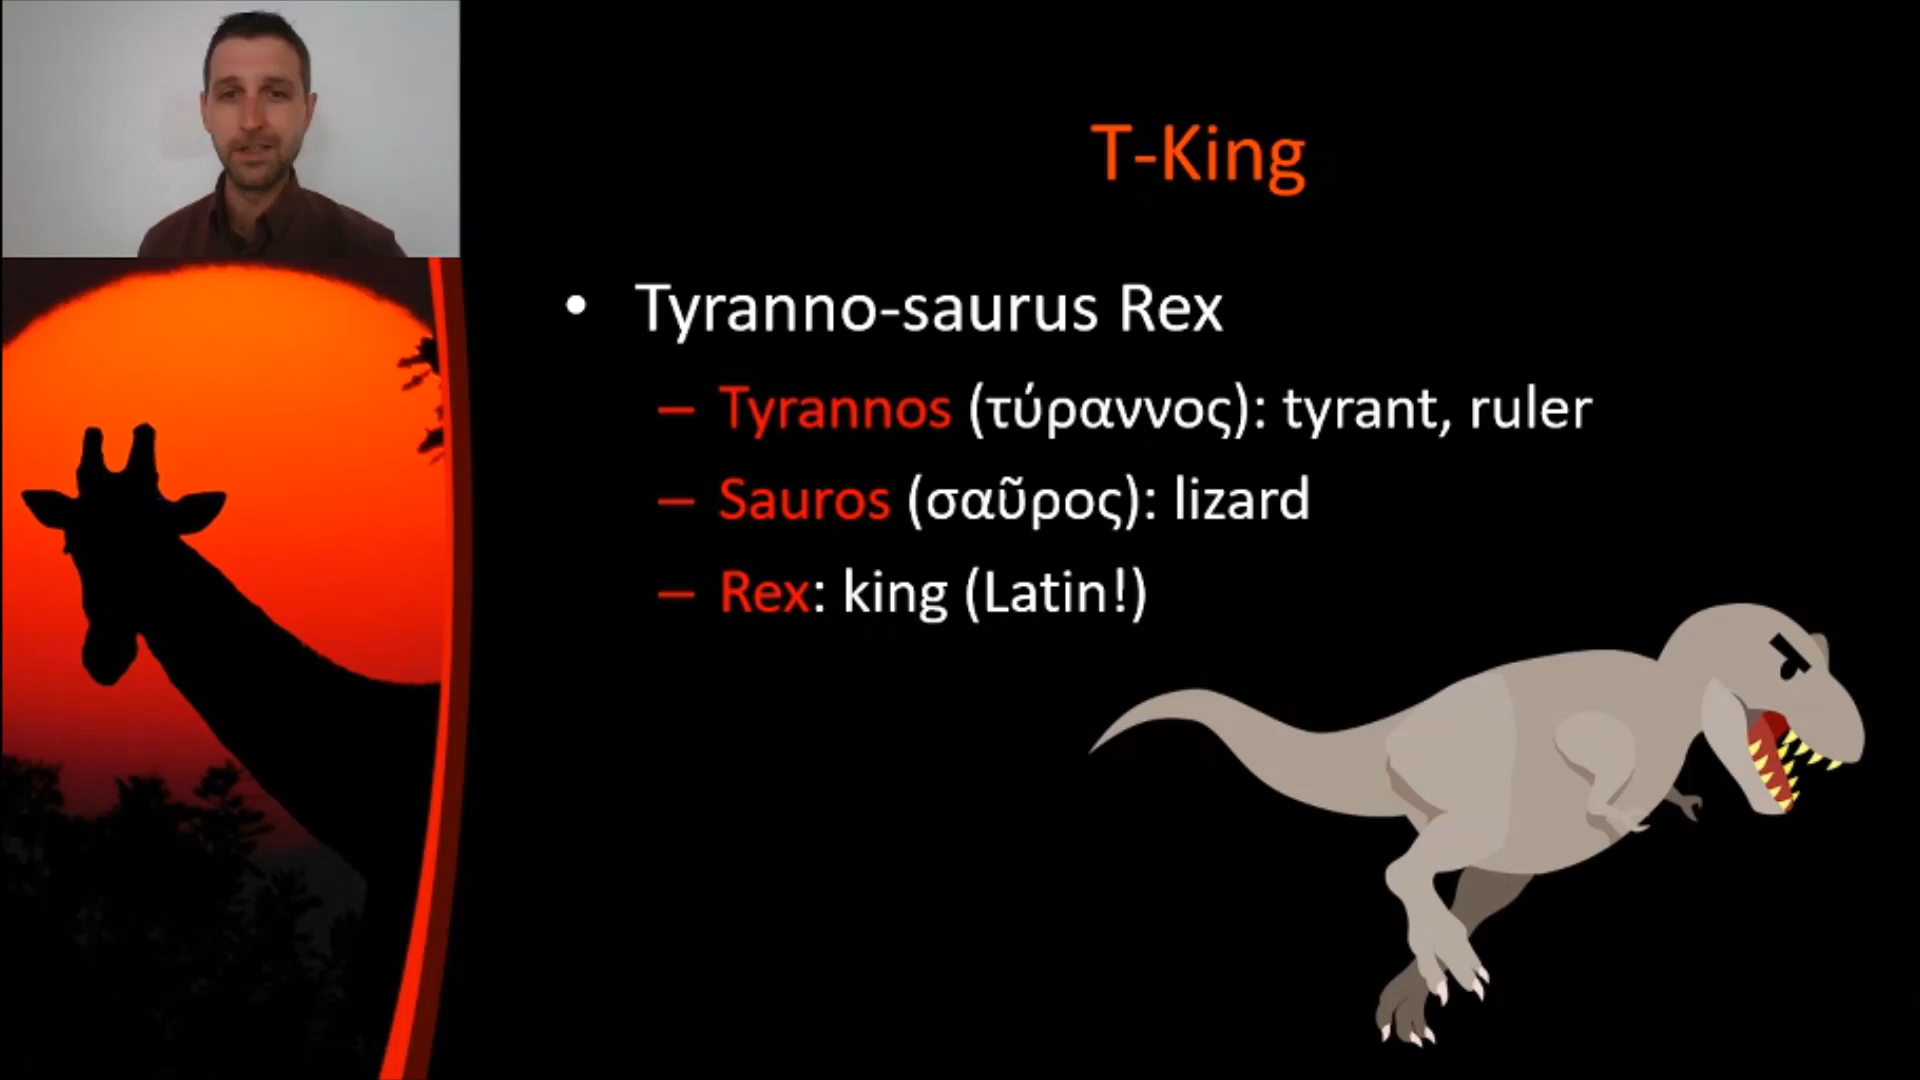 T-King
• Tyranno-saurus Rex
– Tyrannos (τύραννος): tyrant, ruler
– Sauros (σαῦρος): lizard
– Rex: king (Latin!)